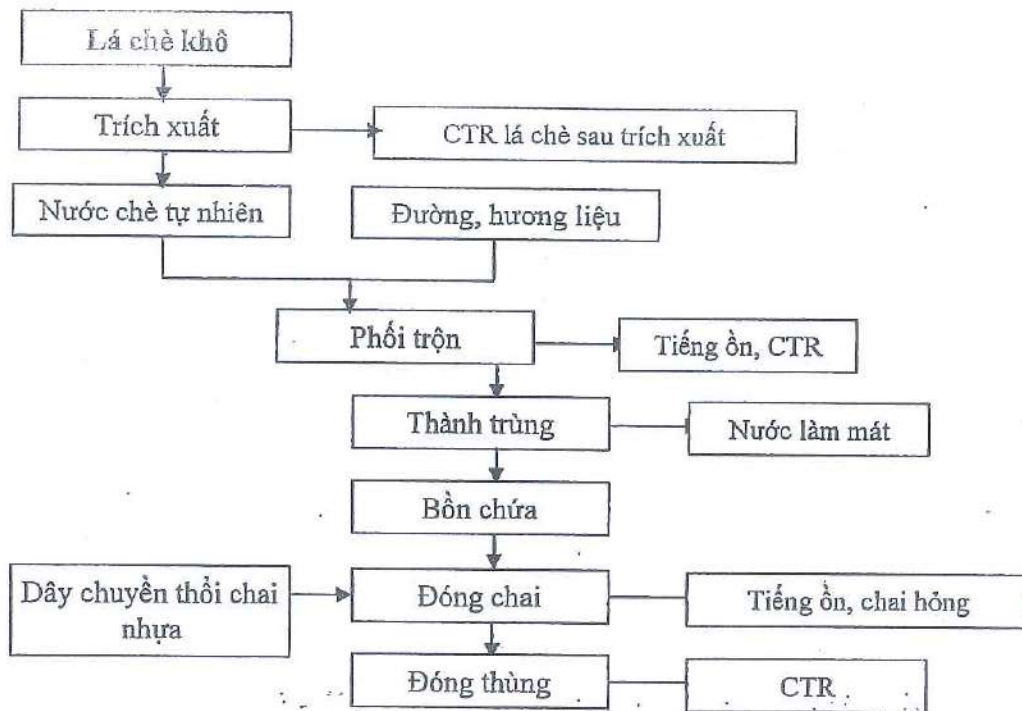 Lá chè khô
Trích xuất
CTR lá chè sau trích xuất
Nước chè tự nhiên
Đường, hương liệu
Phối trộn
Tiếng ồn, CTR
Thành trùng
Nước làm mát
Bồn chứa
Dây chuyền thổi chai
nhựa
Đóng chai
Tiếng ồn, chai hỏng
Đóng thùng
CTR